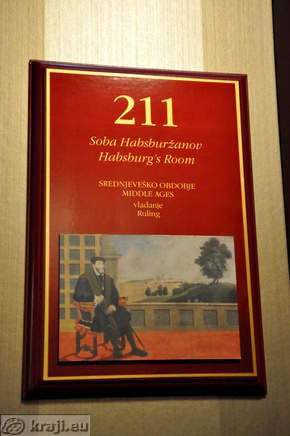 211
Soba Habsburžanov
Habsburg's Room
SREDNJEVEŠKO OBDOBJE
MIDDLE AGES
vladanje
Ruling
kraji.eu